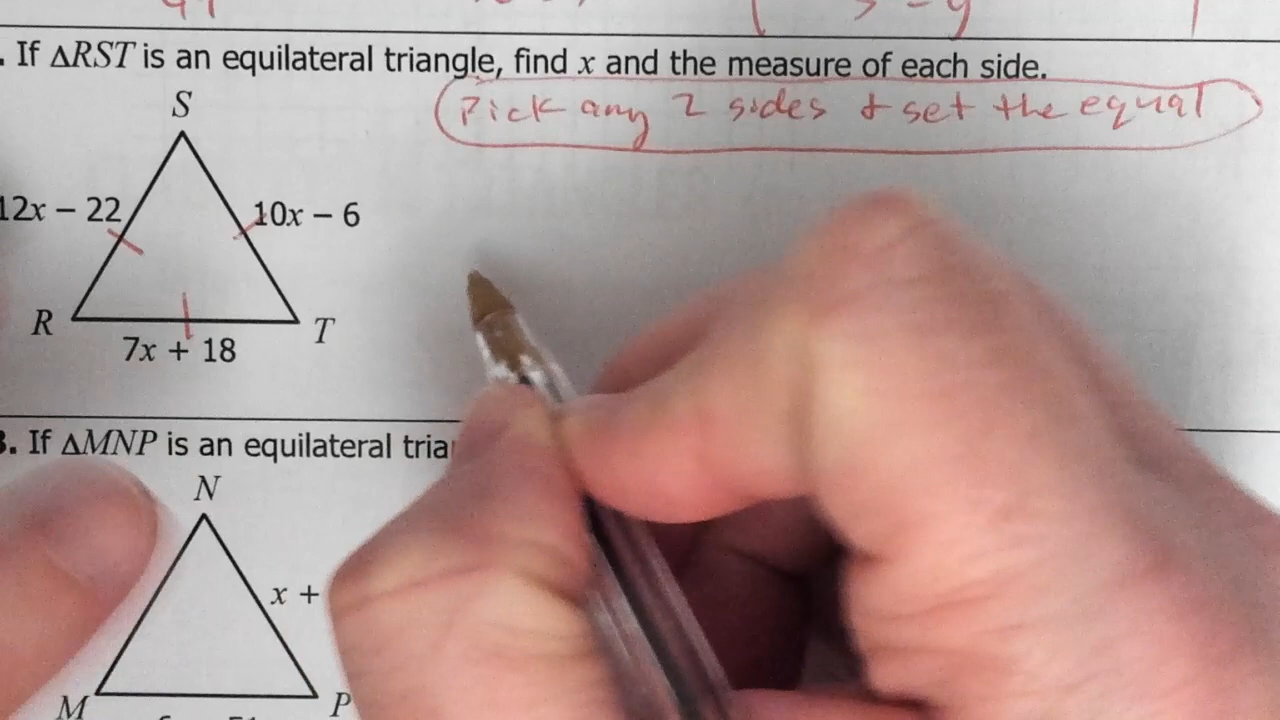 . If ΔRST is an equilateral triangle, find x and the measure of each side.
Pick any 2 sides & set the equal
S
12x – 22
10x – 6
R
T
7x + 18
3. If ΔMNP is an equilateral tria
N
x +
M
P